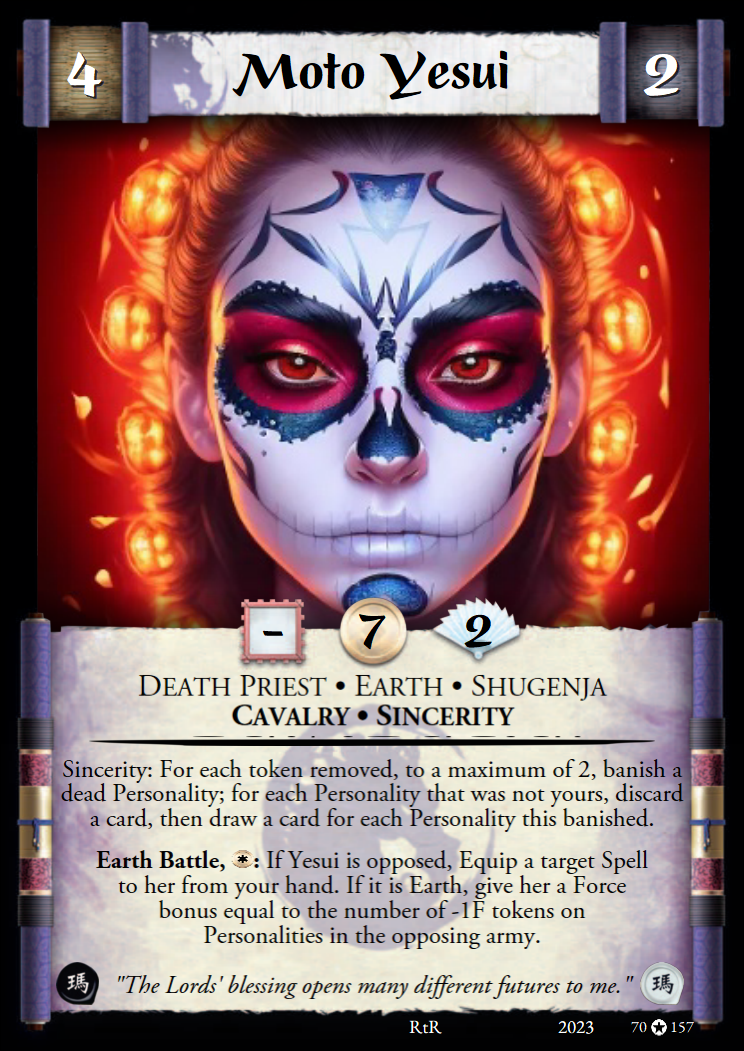 4 Moto Yesui 2
- 7 2
DEATH PRIEST • EARTH • SHUGENJA
CAVALRY • SINCERITY
Sincerity: For each token removed, to a maximum of 2, banish a
dead Personality; for each Personality that was not yours, discard
a card, then draw a card for each Personality this banished.
Earth Battle, : If Yesui is opposed, Equip a target Spell
to her from your hand. If it is Earth, give her a Force
bonus equal to the number of -1F tokens on
Personalities in the opposing army.
瑪 "The Lords' blessing opens many different futures to me." 瑪
RtR 2023 70 157